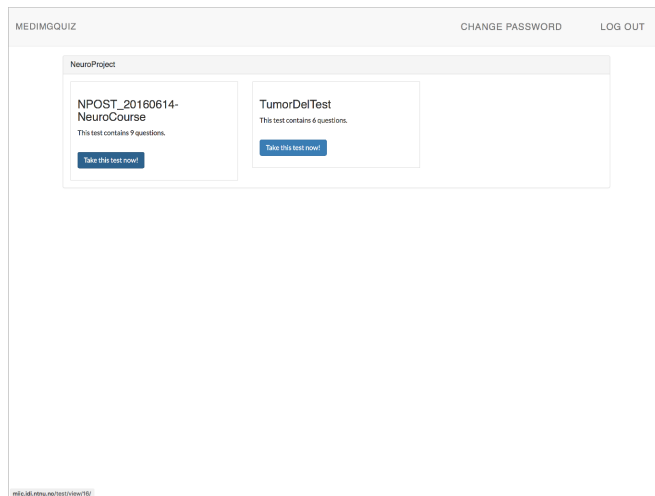 MEDIMGQUIZ
CHANGE PASSWORD
LOG OUT
NeuroProject
NPOST_20160614-
NeuroCourse
This test contains 9 questions.
Take this test now!
TumorDelTest
This test contains 6 questions.
Take this test now!
miic.idi.ntnu.no/test/view/16/